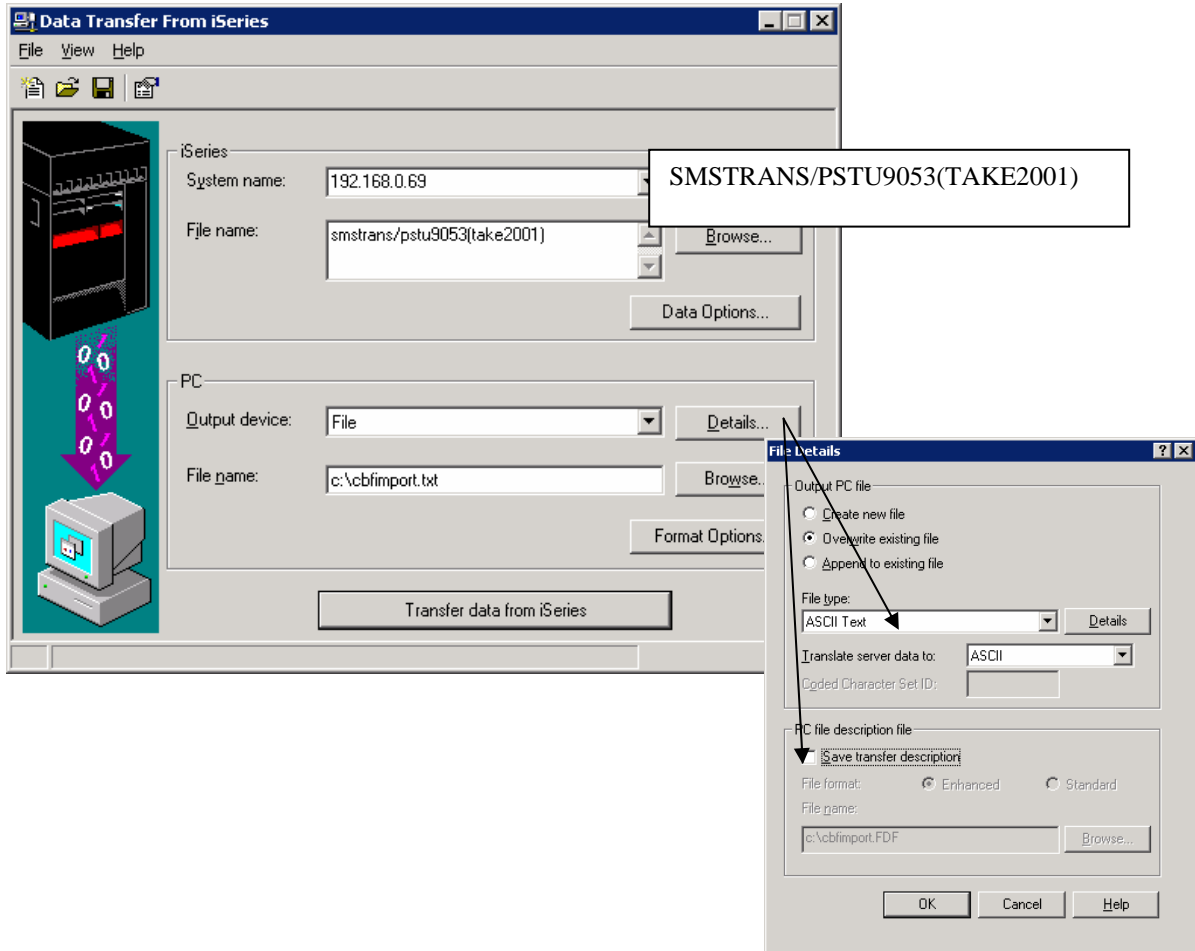 Data Transfer From iSeries
File View Help
iSeries
System name: 192.168.0.69
SMSTRANS/PSTU9053(TAKE2001)
File name: smstrans/pstu9053(take2001)
Browse...
Data Options...
PC
Output device: File Details...
File name: c:\cbfimport.txt Browse..
Format Options.
Transfer data from iSeries
File Details
Output PC file
Create new file
Overwrite existing file
Append to existing file
File type:
ASCII Text Details
Translate server data to: ASCII
Coded Character Set ID:
PC file description file
Save transfer description
File format: Enhanced Standard
File name:
c:\cbfimport.FDF Browse...
OK Cancel Help